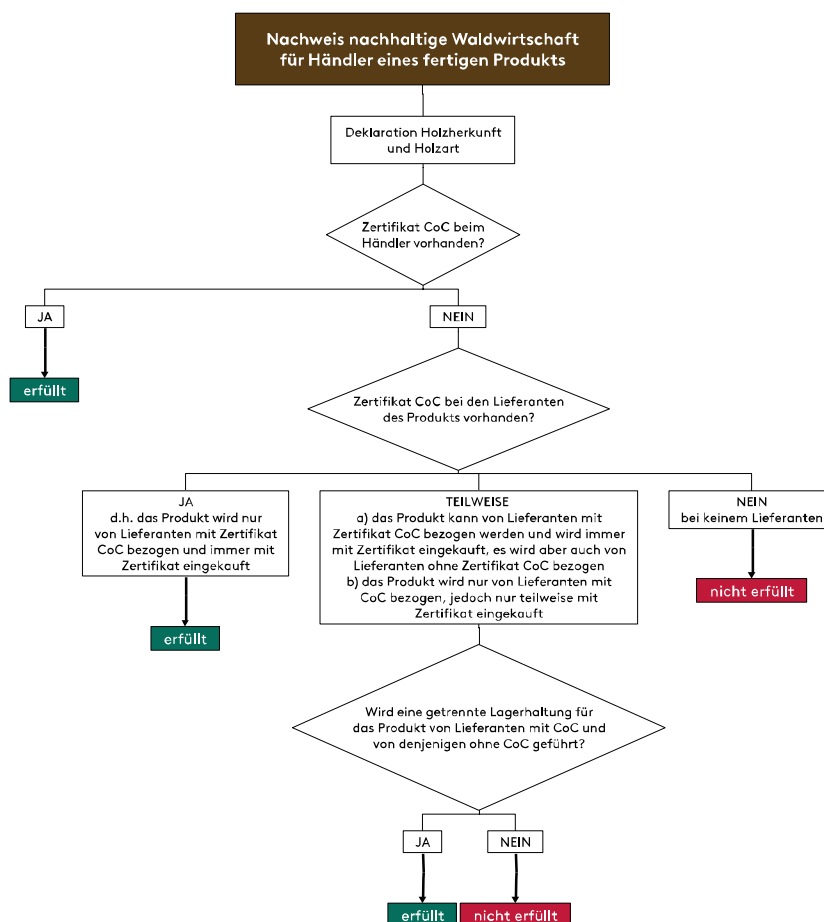 Nachweis nachhaltige Waldwirtschaft
für Händler eines fertigen Produkts
Deklaration Holzherkunft
und Holzart
Zertifikat CoC beim
Händler vorhanden?
JA
NEIN
erfüllt
Zertifikat CoC bei den Lieferanten
des Produkts vorhanden?
JA
d.h. das Produkt wird nur
von Lieferanten mit Zertifikat
CoC bezogen und immer mit
Zertifikat eingekauft
TEILWEISE
a) das Produkt kann von Lieferanten mit
Zertifikat CoC bezogen werden und wird immer
mit Zertifikat eingekauft, es wird aber auch von
Lieferanten ohne Zertifikat CoC bezogen
b) das Produkt wird nur von Lieferanten mit
CoC bezogen, jedoch nur teilweise mit
Zertifikat eingekauft
NEIN
bei keinem Lieferanten
erfüllt
nicht erfüllt
Wird eine getrennte Lagerhaltung für
das Produkt von Lieferanten mit CoC und
von denjenigen ohne CoC geführt?
JA
NEIN
erfüllt
nicht erfüllt